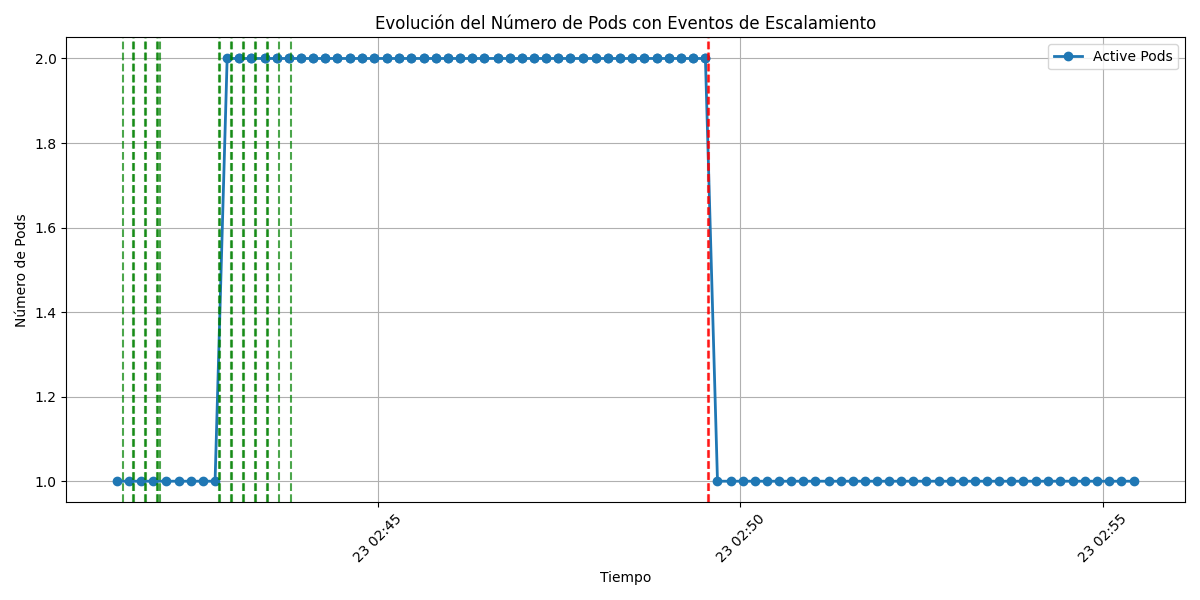 Evolución del Número de Pods con Eventos de Escalamiento
Active Pods
Número de Pods
2.0
1.8
1.6
1.4
1.2
1.0
23 02:45
23 02:50
23 02:55
Tiempo